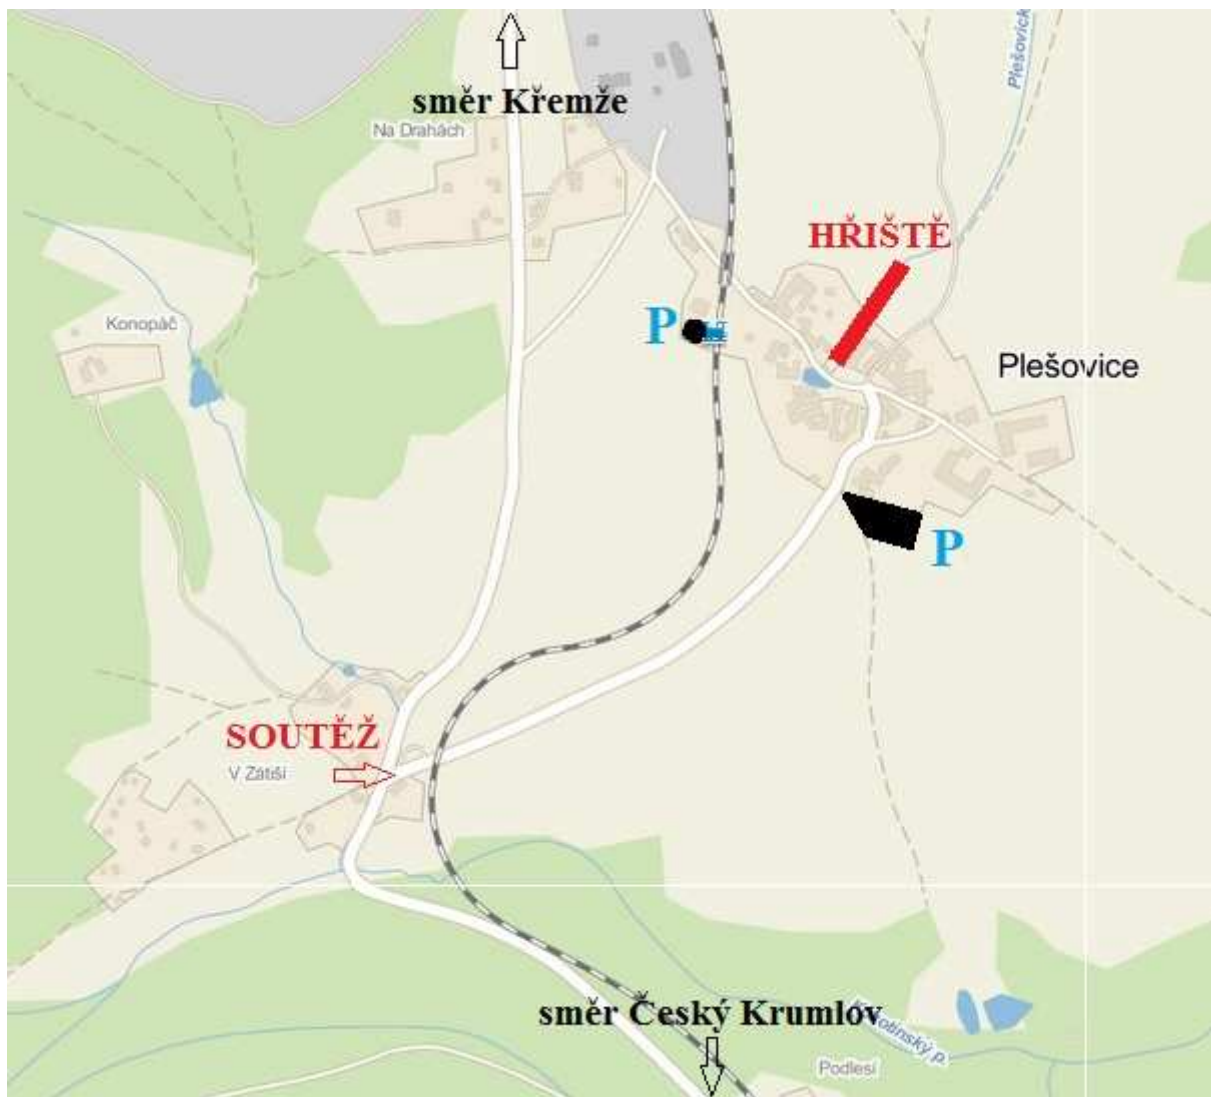 směr Křemže
Na Drahách
Plešovick
HŘIŠTĚ
Konopáč
P
Plešovice
P
SOUTĚŽ
V Zátiší
směr Český Krumlov
Podlesí